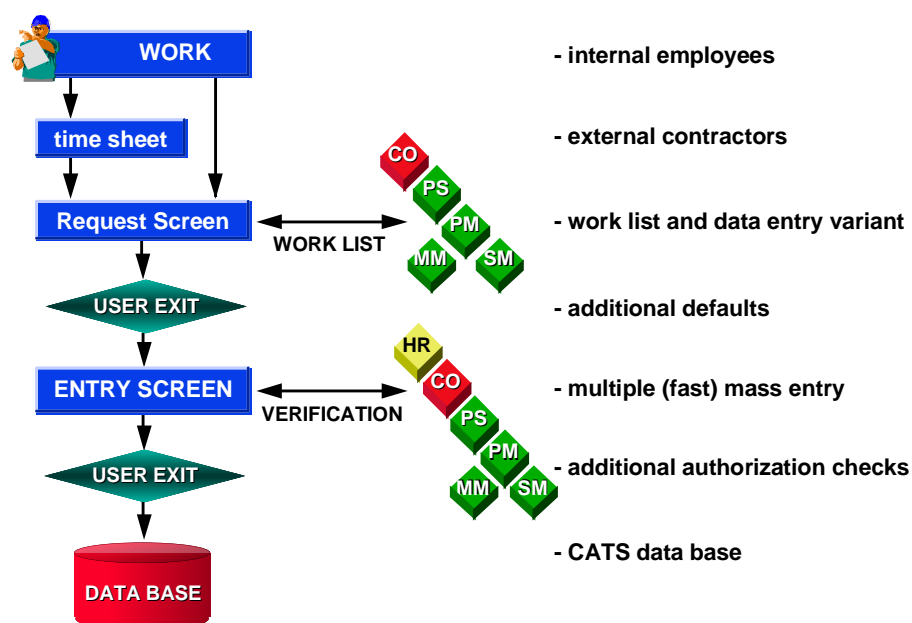 WORK
- internal employees
time sheet
- external contractors
CO
PS
Request Screen
WORK LIST
PM
MM
SM
- work list and data entry variant
USER EXIT
- additional defaults
HR
ENTRY SCREEN
VERIFICATION
CO
PS
- multiple (fast) mass entry
USER EXIT
PM
MM
SM
- additional authorization checks
DATA BASE
- CATS data base